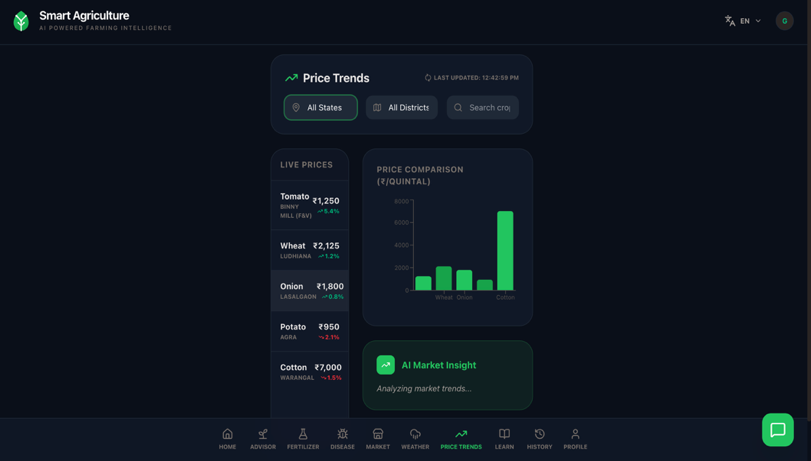 Smart Agriculture
AI POWERED FARMING INTELLIGENCE
EN
G
Price Trends
LAST UPDATED: 12:42:59 PM
All States
All Districts
Search crop
LIVE PRICES
Tomato ₹1,250
BINNY MILL (F&V) 5.4%
Wheat ₹2,125
LUDHIANA 1.2%
Onion ₹1,800
LASALGAON 0.8%
Potato ₹950
AGRA 2.1%
Cotton ₹7,000
WARANGAL 1.5%
PRICE COMPARISON
(₹/QUINTAL)
8000
6000
4000
2000
0
Wheat Onion Cotton
AI Market Insight
Analyzing market trends...
HOME ADVISOR FERTILIZER DISEASE MARKET WEATHER PRICE TRENDS LEARN HISTORY PROFILE